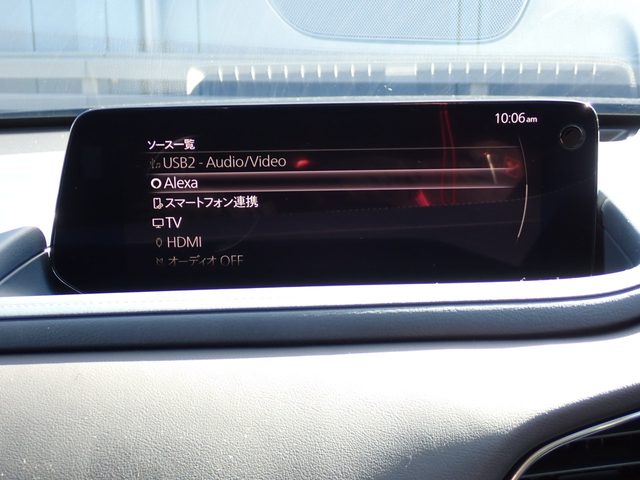 10:06am
ソース一覧
USB2 - Audio/Video
Alexa
スマートフォン連携
TV
HDMI
オーディオ OFF